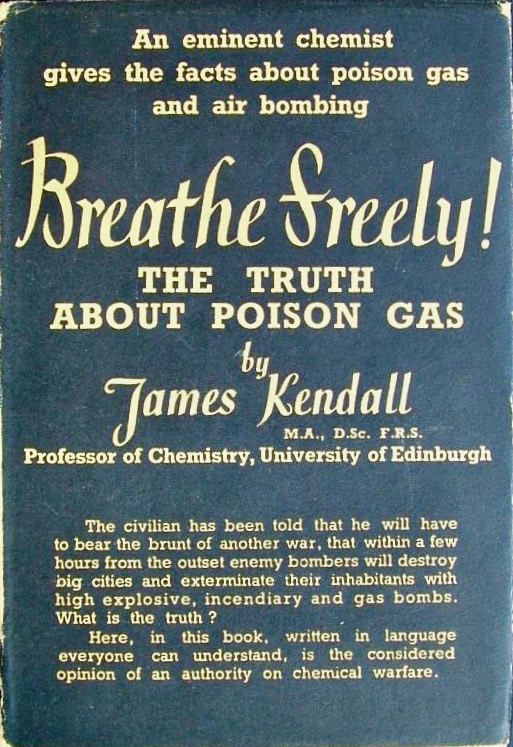 An eminent chemist
gives the facts about poison gas
and air bombing
Breathe Freely!
THE TRUTH
ABOUT POISON GAS
by
James Kendall
M.A., D.Sc. F.R.S.
Professor of Chemistry, University of Edinburgh
The civilian has been told that he will have
to bear the brunt of another war, that within a few
hours from the outset enemy bombers will destroy
big cities and exterminate their inhabitants with
high explosive, incendiary and gas bombs.
What is the truth ?
Here, in this book, written in language
everyone can understand, is the considered
opinion of an authority on chemical warfare.